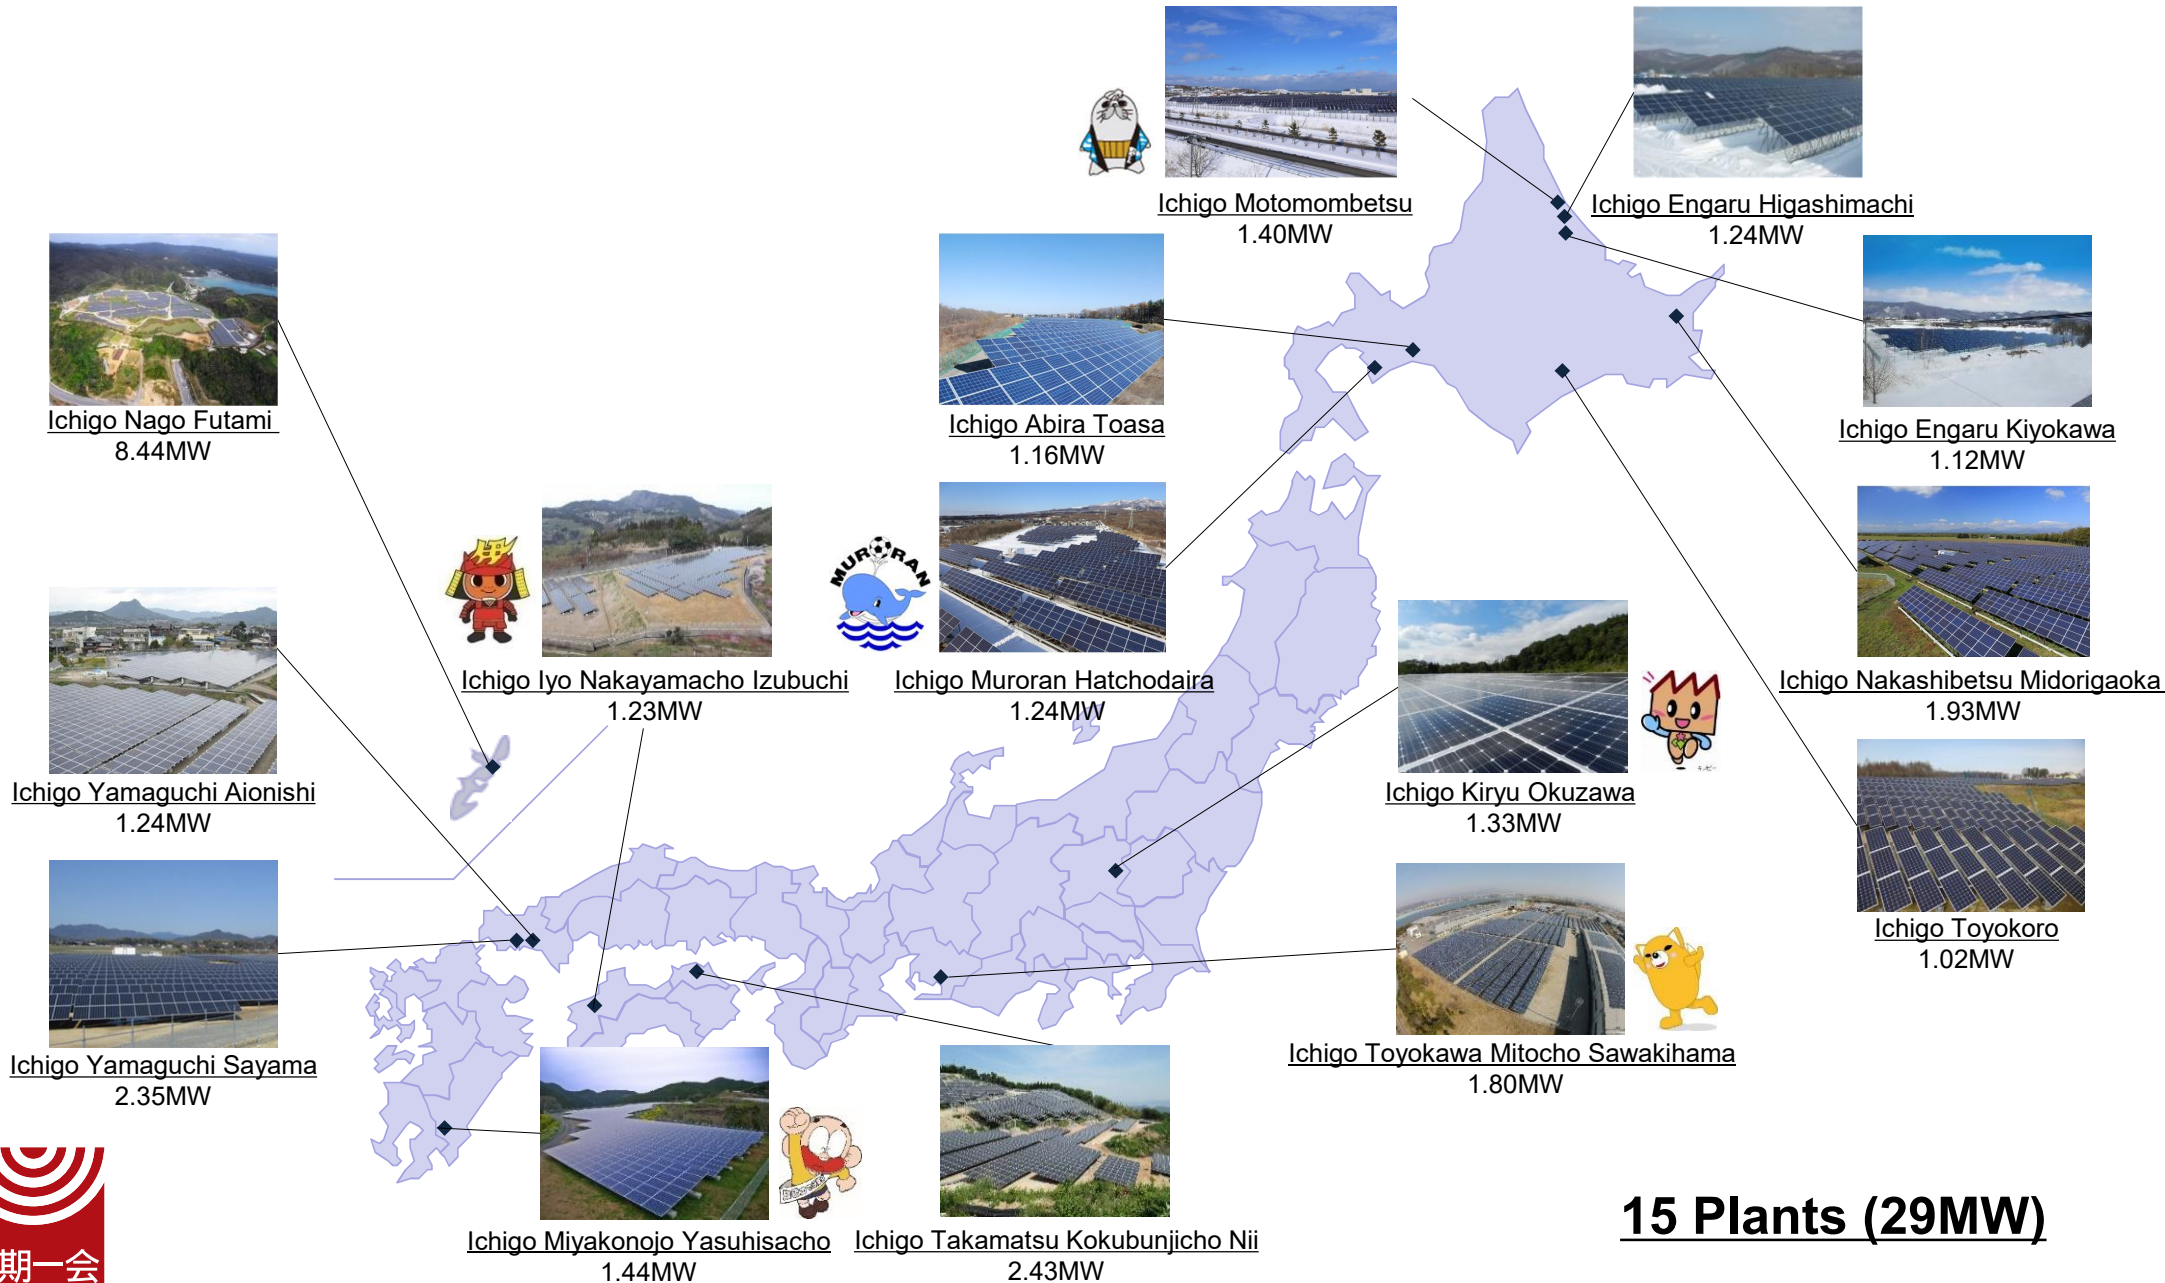 Ichigo Motomombetsu
1.40MW
Ichigo Engaru Higashimachi
1.24MW
Ichigo Nago Futami
8.44MW
Ichigo Abira Toasa
1.16MW
Ichigo Engaru Kiyokawa
1.12MW
MURORAN
Ichigo Iyo Nakayamacho Izubuchi
1.23MW
Ichigo Muroran Hatchodaira
1.24MW
Ichigo Nakashibetsu Midorigaoka
1.93MW
Ichigo Yamaguchi Aionishi
1.24MW
Ichigo Kiryu Okuzawa
1.33MW
Ichigo Toyokoro
1.02MW
Ichigo Yamaguchi Sayama
2.35MW
Ichigo Toyokawa Mitocho Sawakihama
1.80MW
Ichigo Miyakonojo Yasuhisacho
1.44MW
Ichigo Takamatsu Kokubunjicho Nii
2.43MW
15 Plants (29MW)
期一会